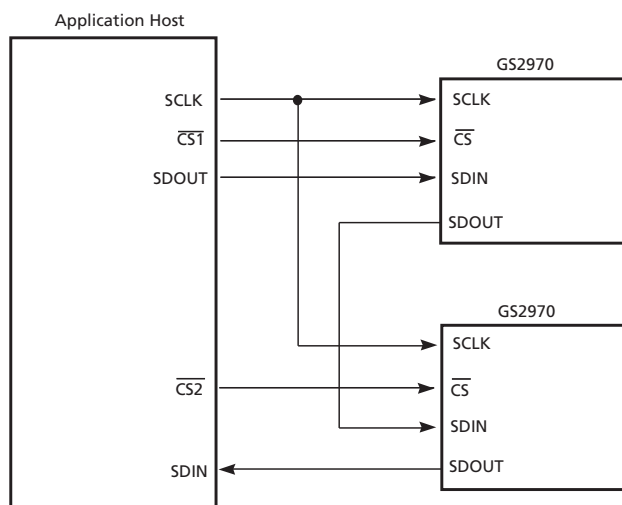 Application Host
SCLK
CS1
SDOUT
CS2
SDIN
GS2970
SCLK
CS
SDIN
SDOUT
GS2970
SCLK
CS
SDIN
SDOUT